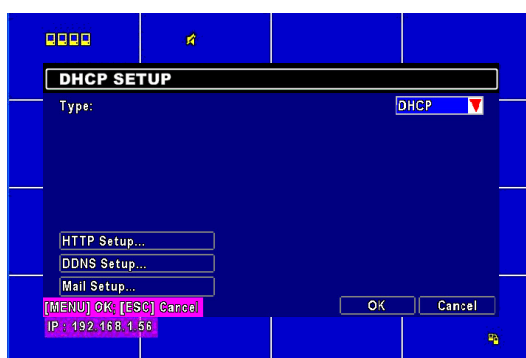 DHCP SETUP
Type: DHCP
HTTP Setup...
DDNS Setup...
Mail Setup...
[MENU] OK; [ESC] Cancel
OK Cancel
IP : 192.168.1.56